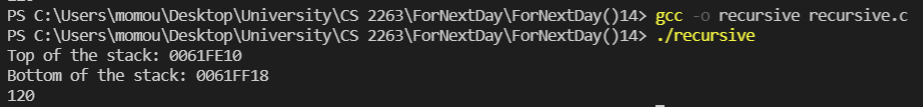 PS C:\Users\momou\Desktop\University\CS 2263\ForNextDay\ForNextDay()14> gcc -o recursive recursive.c
PS C:\Users\momou\Desktop\University\CS 2263\ForNextDay\ForNextDay()14> ./recursive
Top of the stack: 0061FE10
Bottom of the stack: 0061FF18
120